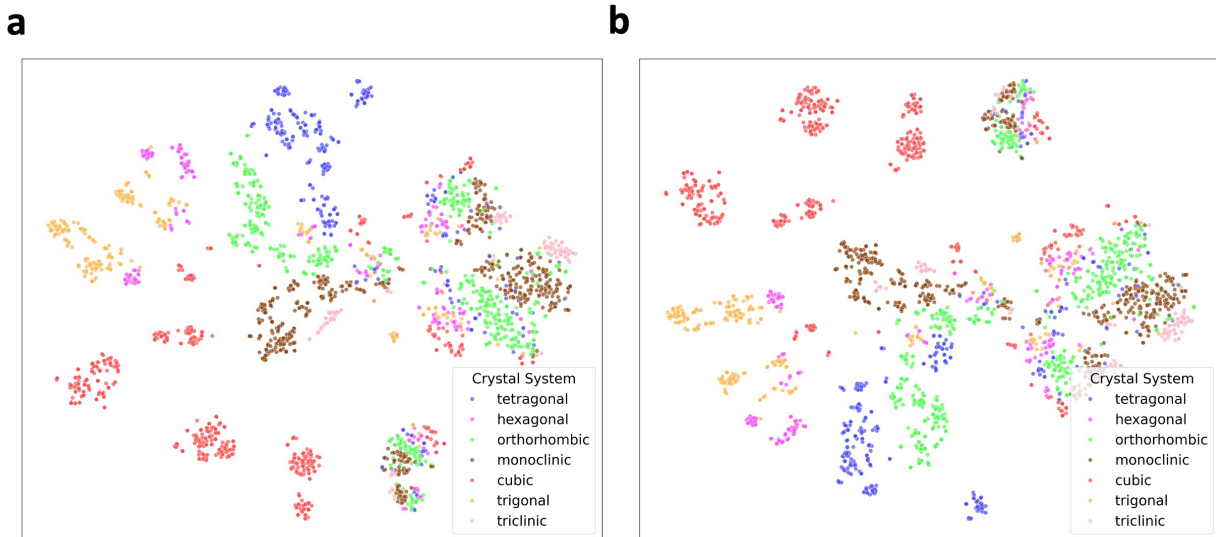 a
b
Crystal System
tetragonal
hexagonal
orthorhombic
monoclinic
cubic
trigonal
triclinic
Crystal System
tetragonal
hexagonal
orthorhombic
monoclinic
cubic
trigonal
triclinic